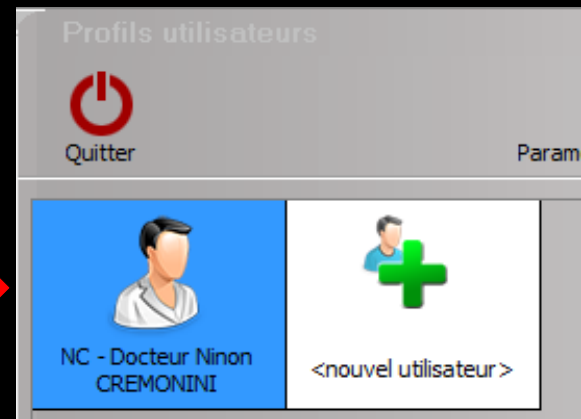 Profils utilisateurs
Quitter
Param
NC - Docteur Ninon
CREMONINI
<nouvel utilisateur>